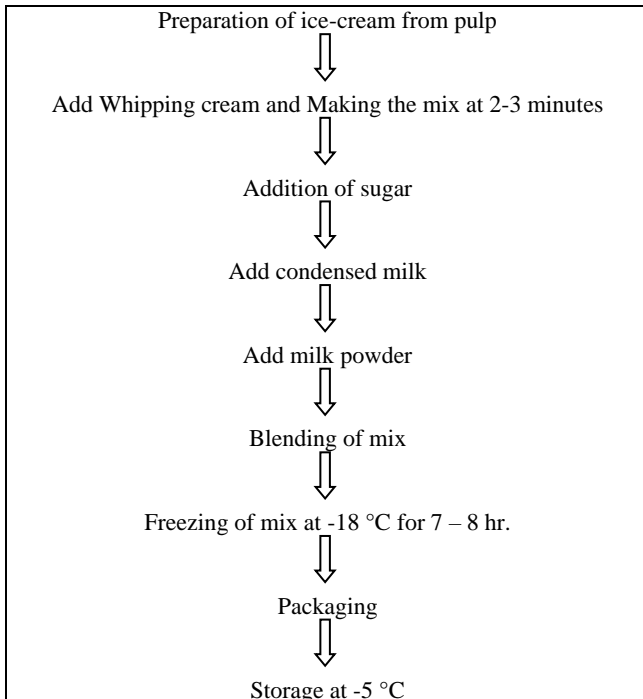 Preparation of ice-cream from pulp
Add Whipping cream and Making the mix at 2-3 minutes
Addition of sugar
Add condensed milk
Add milk powder
Blending of mix
Freezing of mix at -18 °C for 7 – 8 hr.
Packaging
Storage at -5 °C